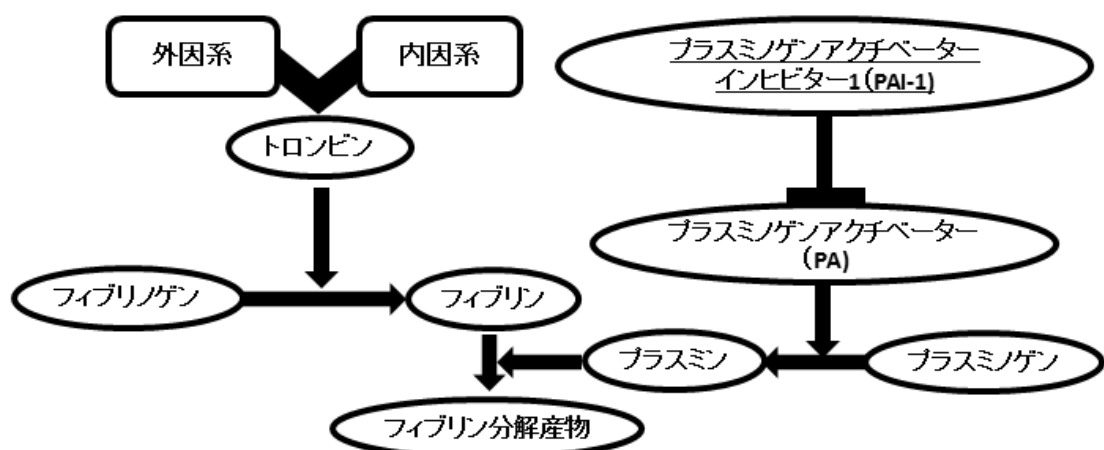 外因系
内因系
プラスミノゲンアクチベーター
インヒビター1(PAI-1)
トロンビン
プラスミノゲンアクチベーター
(PA)
フィブリノゲン
フィブリン
プラスミン
プラスミノゲン
フィブリン分解産物